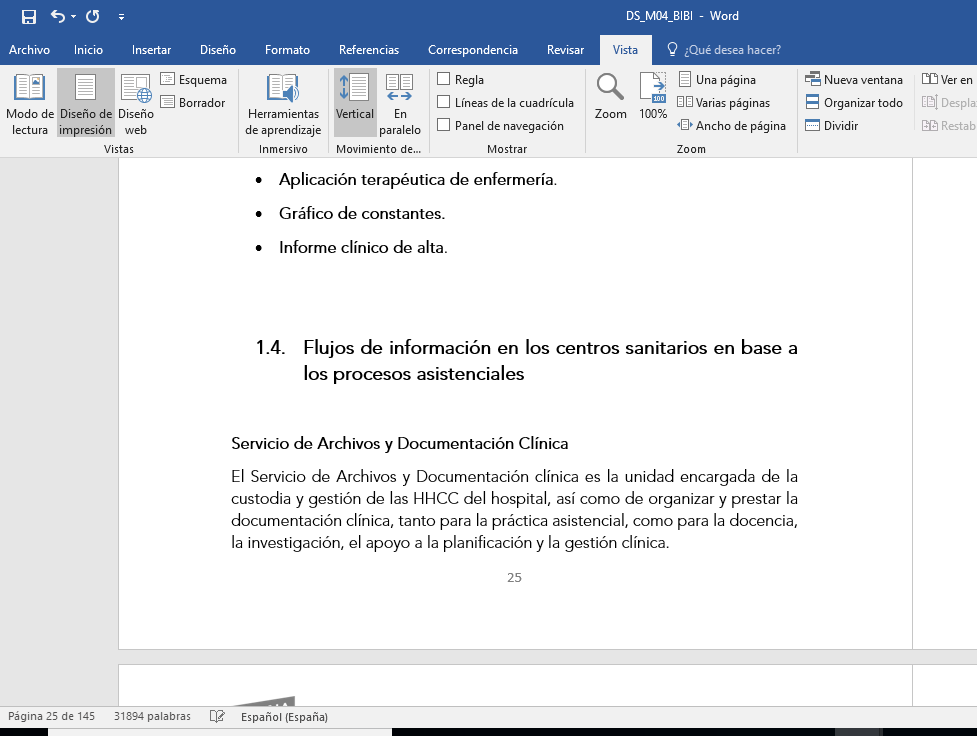 DS_M04_BIBI - Word
Archivo Inicio Insertar Diseño Formato Referencias Correspondencia Revisar Vista ¿Qué desea hacer?
Modo de lectura
Diseño de impresión
Diseño web
Esquema
Borrador
Vistas
Herramientas de aprendizaje
Inmersivo
Vertical
En paralelo
Movimiento de...
Regla
Líneas de la cuadrícula
Panel de navegación
Mostrar
Zoom
100
100%
Una página
Varias páginas
Ancho de página
Zoom
Nueva ventana
Organizar todo
Dividir
Ver en
Despla
Restab
• Aplicación terapéutica de enfermería.
• Gráfico de constantes.
• Informe clínico de alta.
1.4. Flujos de información en los centros sanitarios en base a
los procesos asistenciales
Servicio de Archivos y Documentación Clínica
El Servicio de Archivos y Documentación clínica es la unidad encargada de la
custodia y gestión de las HHCC del hospital, así como de organizar y prestar la
documentación clínica, tanto para la práctica asistencial, como para la docencia,
la investigación, el apoyo a la planificación y la gestión clínica.
25
Página 25 de 145 31894 palabras Español (España)